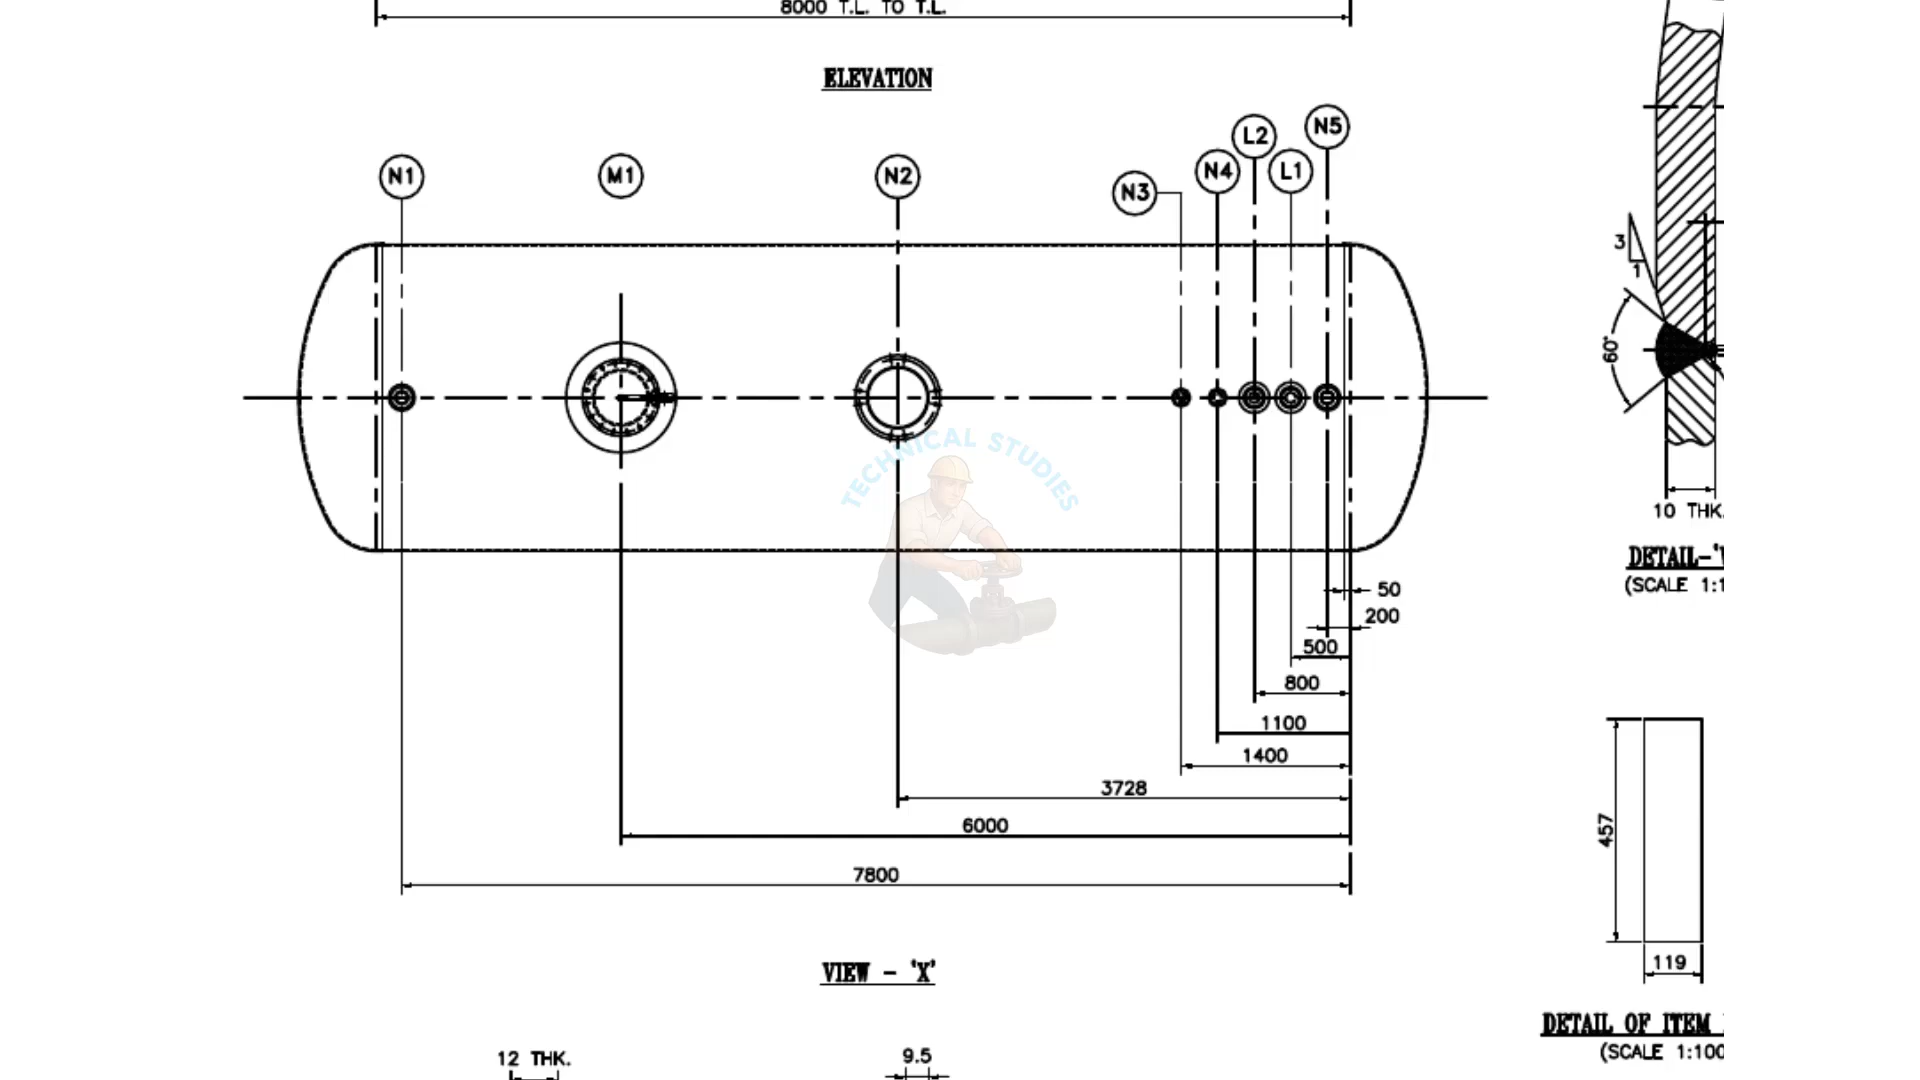 8000 T.L. TO T.L.
ELEVATION
N1
M1
N2
N3
N4
L2
L1
N5
TECHNICAL STUDIES
50
200
500
800
1100
1400
3728
6000
7800
VIEW - 'X'
12 THK.
9.5
3
1
60°
10 THK.
DETAIL-'
(SCALE 1:1
457
119
DETAIL OF ITEM
(SCALE 1:100